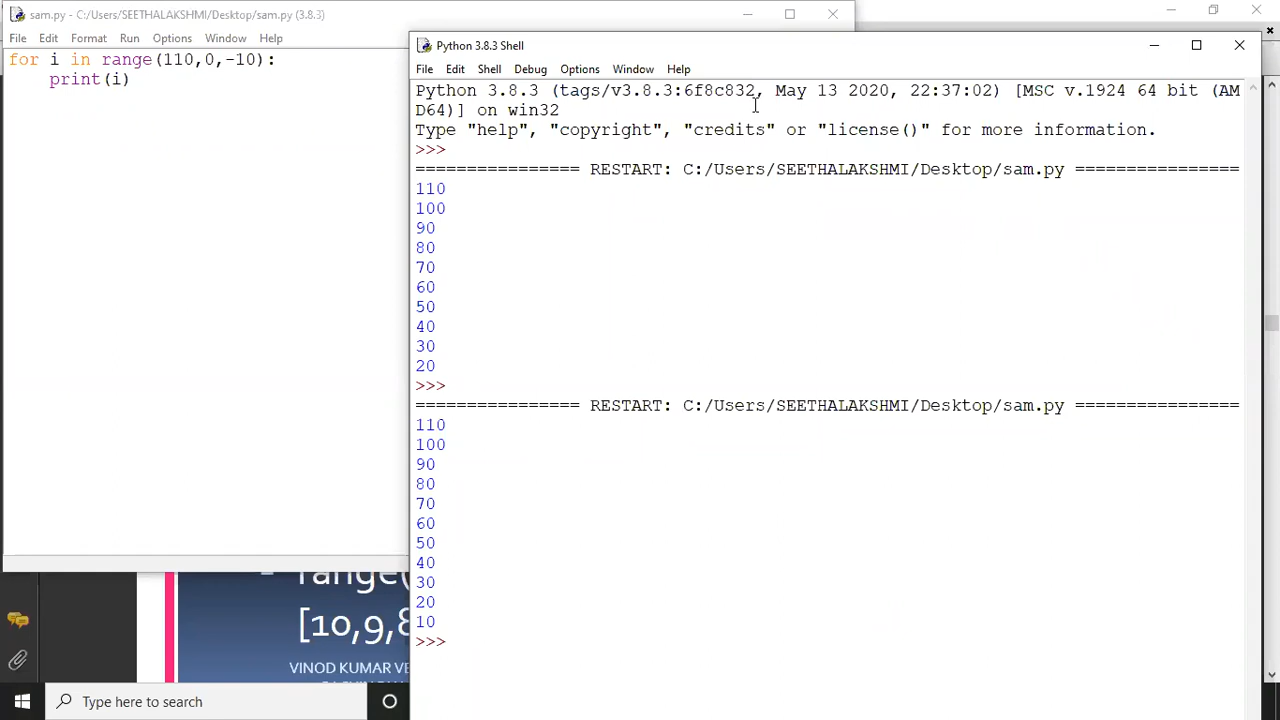 sam.py - C:/Users/SEETHALAKSHMI/Desktop/sam.py (3.8.3)
File Edit Format Run Options Window Help
for i in range(110,0,-10):
    print(i)
Python 3.8.3 Shell
File Edit Shell Debug Options Window Help
Python 3.8.3 (tags/v3.8.3:6f8c832, May 13 2020, 22:37:02) [MSC v.1924 64 bit (AM
D64)] on win32
Type "help", "copyright", "credits" or "license()" for more information.
>>>
=============== RESTART: C:/Users/SEETHALAKSHMI/Desktop/sam.py ===============
110
100
90
80
70
60
50
40
30
20
>>>
=============== RESTART: C:/Users/SEETHALAKSHMI/Desktop/sam.py ===============
110
100
90
80
70
60
50
40
30
20
10
>>>
- range(
[10,9,8
VINOD KUMAR VE
Type here to search